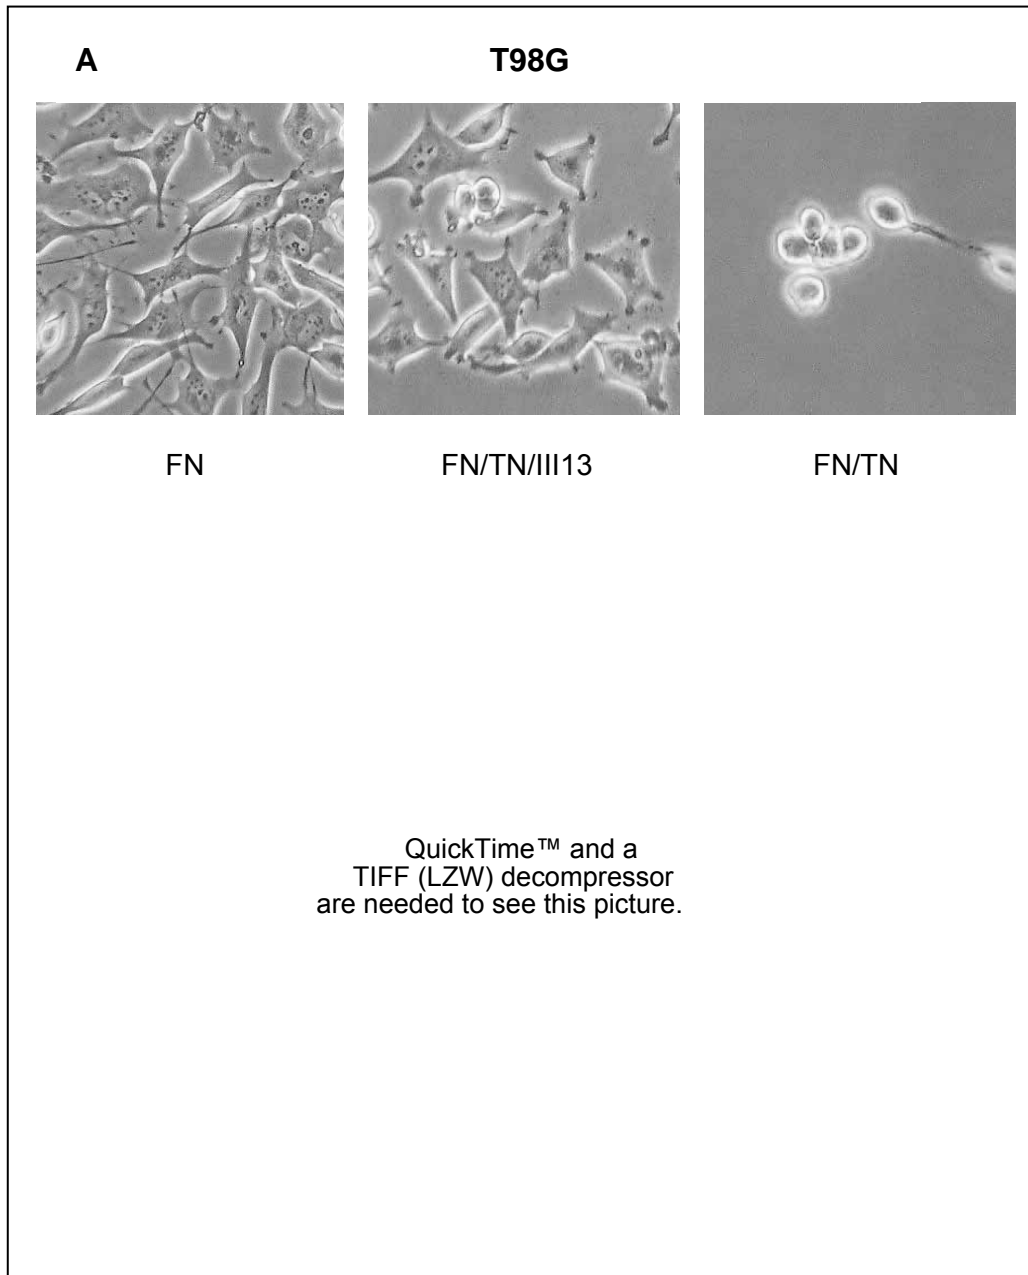 A
T98G
FN
FN/TN/III13
FN/TN
QuickTime™ and a
TIFF (LZW) decompressor
are needed to see this picture.